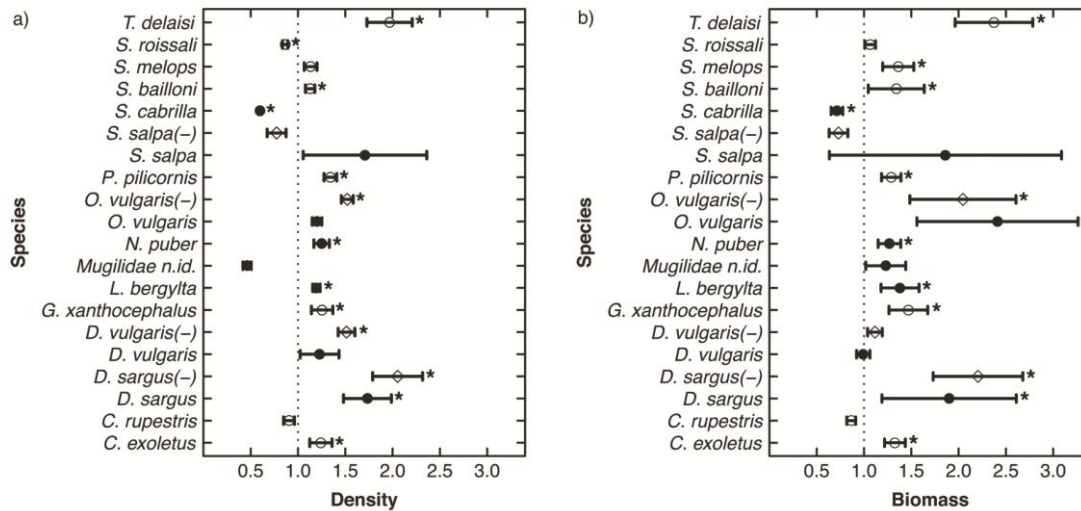 a)
Species
T. delaisi *
S. roissali *
S. melops
S. bailloni *
S. cabrilla *
S. salpa(−)
S. salpa
P. pilicornis *
O. vulgaris(−) *
O. vulgaris
N. puber *
Mugilidae n.id.
L. bergylta *
G. xanthocephalus *
D. vulgaris(−) *
D. vulgaris
D. sargus(−) *
D. sargus *
C. rupestris
C. exoletus *
0.5 1.0 1.5 2.0 2.5 3.0
Density
b)
Species
T. delaisi *
S. roissali
S. melops *
S. bailloni *
S. cabrilla *
S. salpa(−)
S. salpa
P. pilicornis *
O. vulgaris(−) *
O. vulgaris
N. puber *
Mugilidae n.id.
L. bergylta *
G. xanthocephalus *
D. vulgaris(−)
D. vulgaris
D. sargus(−) *
D. sargus *
C. rupestris
C. exoletus *
0.5 1.0 1.5 2.0 2.5 3.0
Biomass